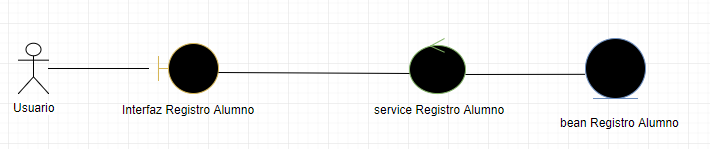 Usuario
Interfaz Registro Alumno
service Registro Alumno
bean Registro Alumno